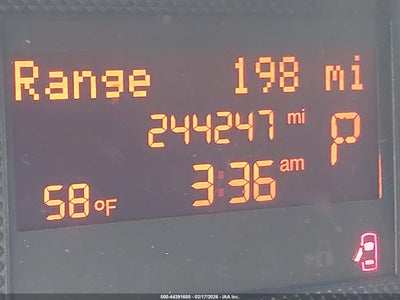 Range 198 mi
244247 mi
P
3:36 am
58°F
000-44391680 - 02/17/2026 - IAA Inc.